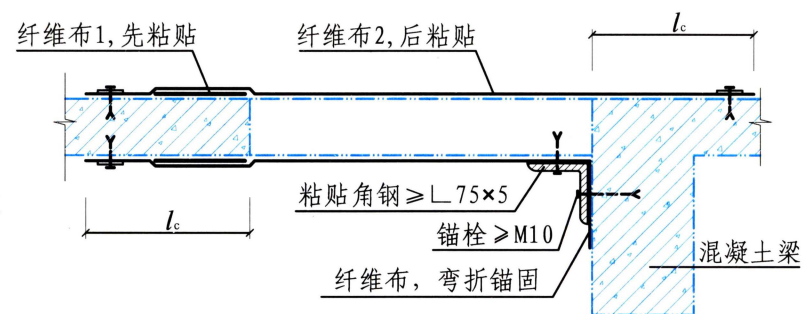 纤维布1,先粘贴
纤维布2,后粘贴
lc
粘贴角钢≥∟75×5
lc
锚栓≥M10
混凝土梁
纤维布，弯折锚固